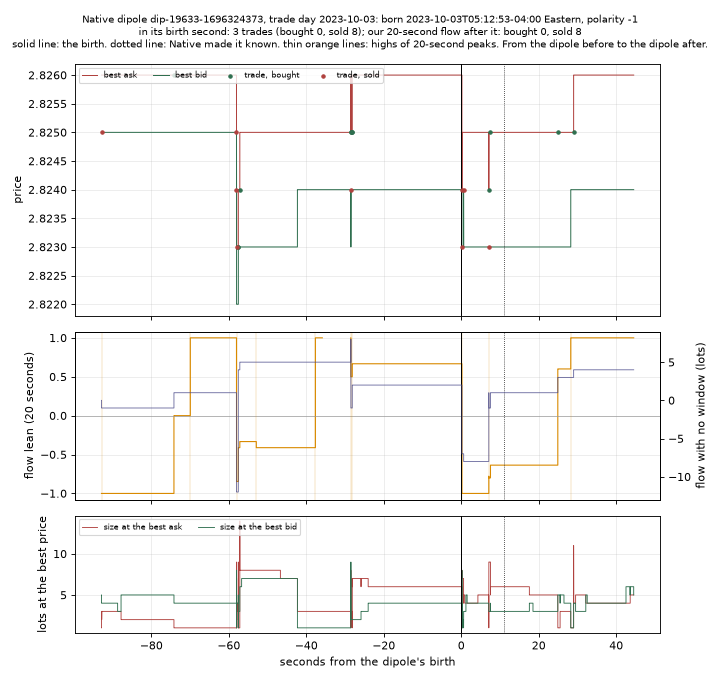 Native dipole dip-19633-1696324373, trade day 2023-10-03: born 2023-10-03T05:12:53-04:00 Eastern, polarity -1
in its birth second: 3 trades (bought 0, sold 8); our 20-second flow after it: bought 0, sold 8
solid line: the birth. dotted line: Native made it known. thin orange lines: highs of 20-second peaks. From the dipole before to the dipole after.
best ask best bid trade, bought trade, sold
2.8260
2.8255
2.8250
2.8245
2.8240
2.8235
2.8230
2.8225
2.8220
price
1.0
0.5
0.0
−0.5
−1.0
flow lean (20 seconds)
5
0
−5
−10
flow with no window (lots)
size at the best ask size at the best bid
10
5
lots at the best price
−80 −60 −40 −20 0 20 40
seconds from the dipole's birth